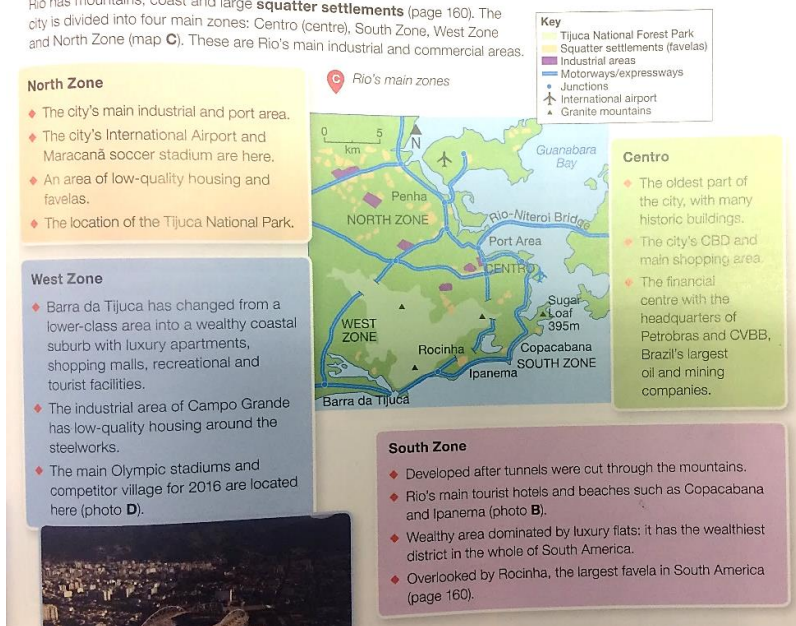 Rio has mountains, coast and large squatter settlements (page 160). The
city is divided into four main zones: Centro (centre), South Zone, West Zone
and North Zone (map C). These are Rio's main industrial and commercial areas.
C Rio's main zones
Key
Tijuca National Forest Park
Squatter settlements (favelas)
Industrial areas
Motorways/expressways
Junctions
International airport
Granite mountains
North Zone
The city's main industrial and port area.
The city's International Airport and
Maracanã soccer stadium are here.
An area of low-quality housing and
favelas.
The location of the Tijuca National Park.
West Zone
Barra da Tijuca has changed from a
lower-class area into a wealthy coastal
suburb with luxury apartments,
shopping malls, recreational and
tourist facilities.
The industrial area of Campo Grande
has low-quality housing around the
steelworks.
The main Olympic stadiums and
competitor village for 2016 are located
here (photo D).
0 5
km
N
Guanabara
Bay
Penha
NORTH ZONE
Rio-Niteroi Bridge
Port Area
CENTRO
Sugar
Loaf
395m
WEST
ZONE
Rocinha
Copacabana
SOUTH ZONE
Ipanema
Barra da Tijuca
Centro
The oldest part of
the city, with many
historic buildings.
The city's CBD and
main shopping area.
The financial
centre with the
headquarters of
Petrobras and CVBB,
Brazil's largest
oil and mining
companies.
South Zone
Developed after tunnels were cut through the mountains.
Rio's main tourist hotels and beaches such as Copacabana
and Ipanema (photo B).
Wealthy area dominated by luxury flats: it has the wealthiest
district in the whole of South America.
Overlooked by Rocinha, the largest favela in South America
(page 160).